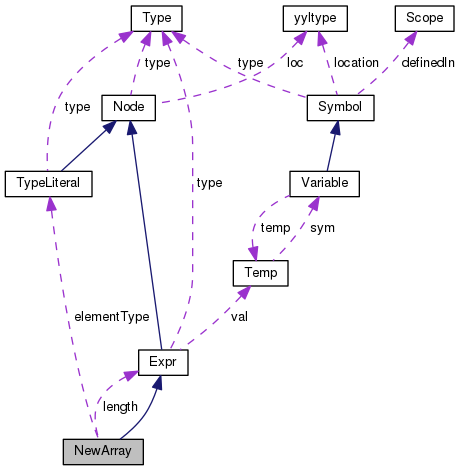 Type
yyltype
Scope
type
type
loc
type
location
definedIn
Node
Symbol
TypeLiteral
type
Variable
temp
sym
Temp
elementType
val
Expr
length
NewArray